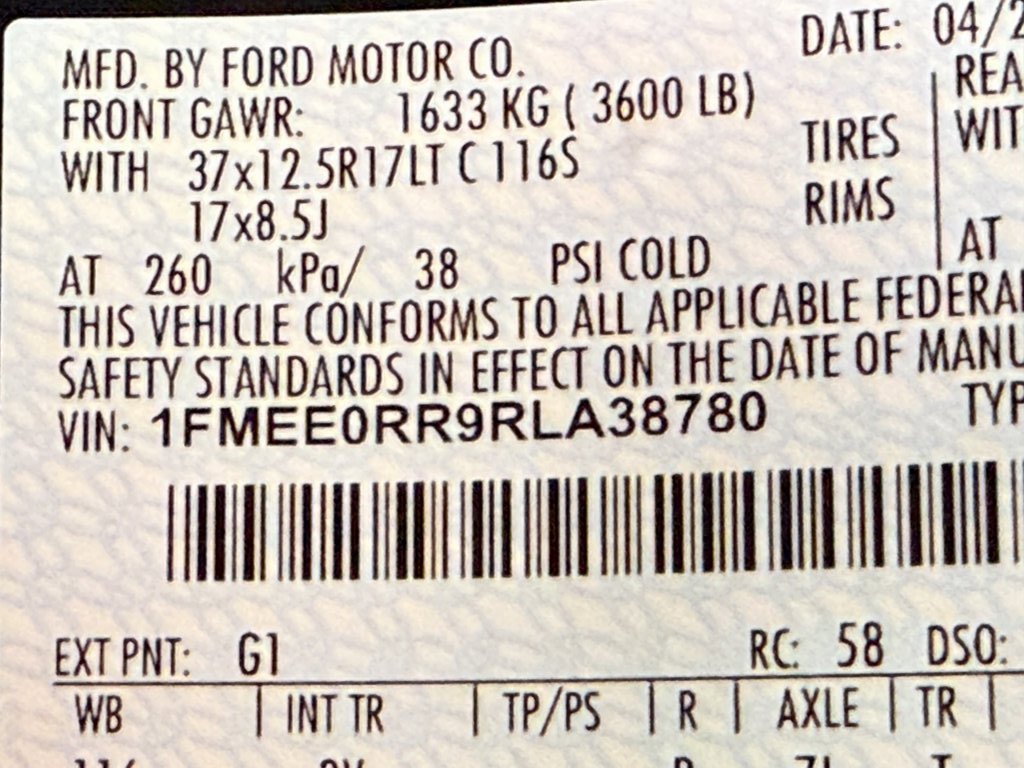 MFD. BY FORD MOTOR CO.
DATE: 04/2
FRONT GAWR: 1633 KG ( 3600 LB)
REA
WITH 37x12.5R17LT C 116S
TIRES
WIT
17x8.5J
RIMS
AT 260 kPa/ 38 PSI COLD
AT
THIS VEHICLE CONFORMS TO ALL APPLICABLE FEDERAL
SAFETY STANDARDS IN EFFECT ON THE DATE OF MANU
VIN: 1FMEE0RR9RLA38780
TYP
EXT PNT: G1
RC: 58 DSO:
WB | INT TR | TP/PS | R | AXLE | TR |